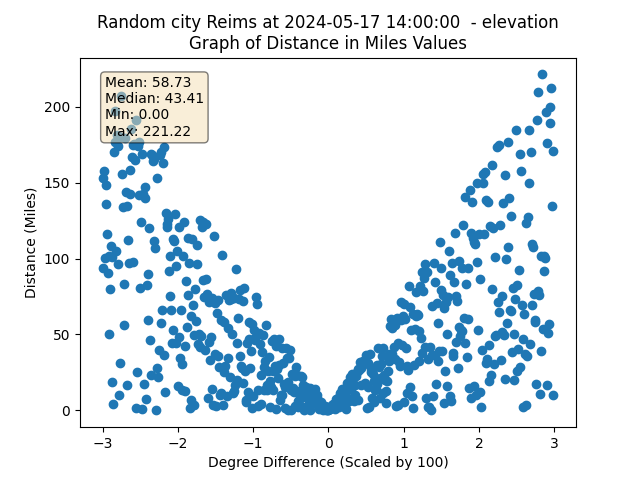 Random city Reims at 2024-05-17 14:00:00  - elevation
Graph of Distance in Miles Values
Mean: 58.73
Median: 43.41
Min: 0.00
Max: 221.22
200
150
100
50
0
Distance (Miles)
−3 −2 −1 0 1 2 3
Degree Difference (Scaled by 100)